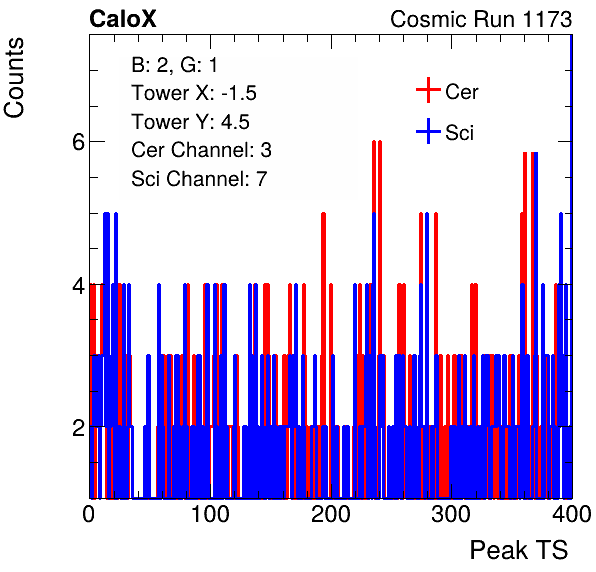 CaloX Cosmic Run 1173
Counts
B: 2, G: 1
Tower X: -1.5
Tower Y: 4.5
Cer Channel: 3
Sci Channel: 7
Cer
Sci
6
4
2
0 100 200 300 400
Peak TS